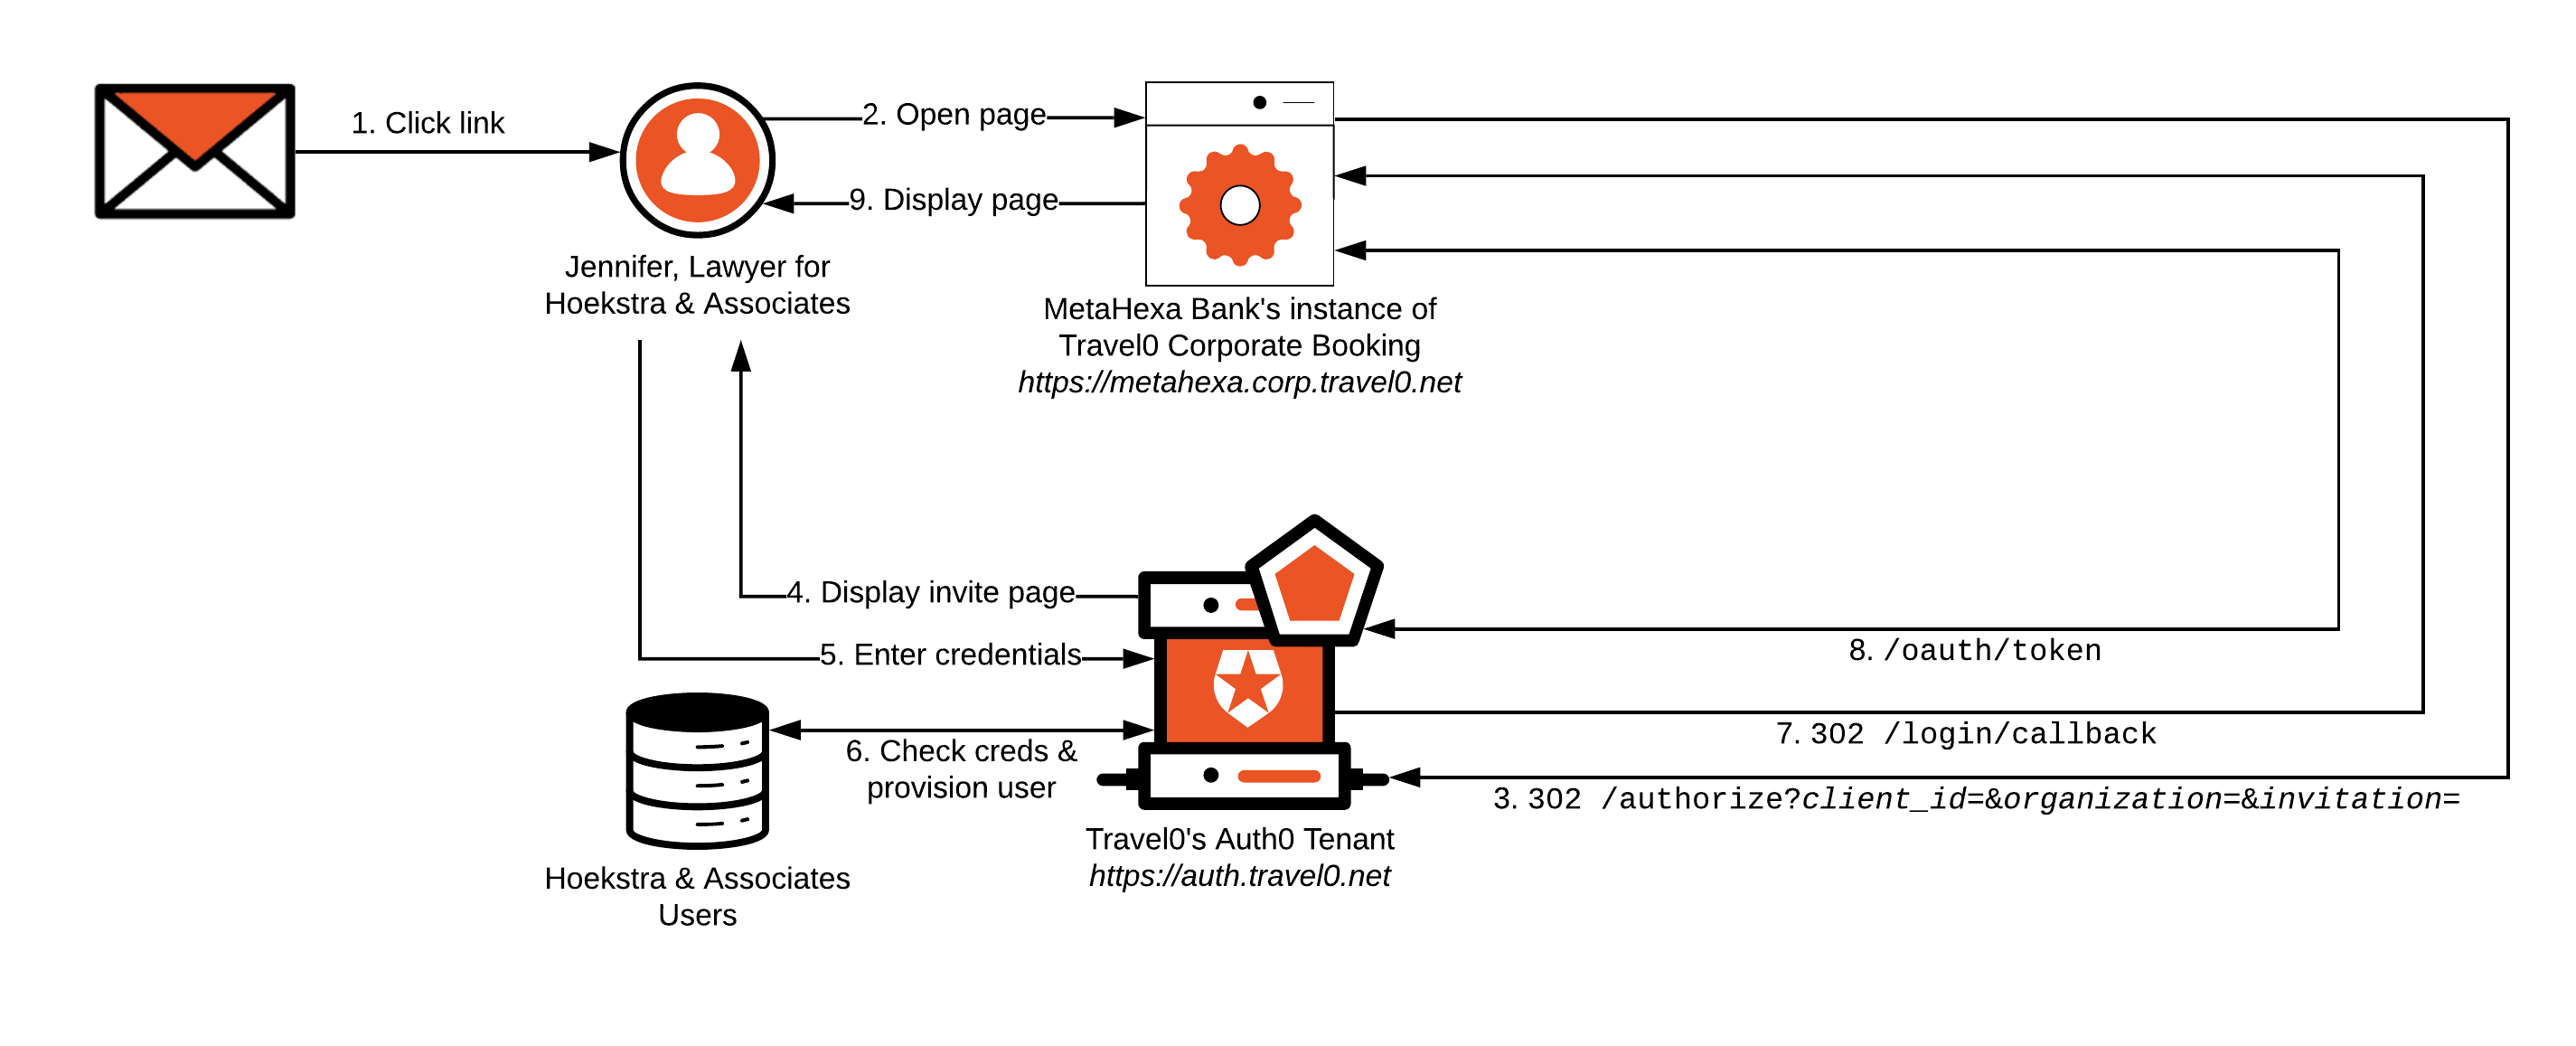 1. Click link
2. Open page
9. Display page
Jennifer, Lawyer for
Hoekstra & Associates
MetaHexa Bank's instance of
Travel0 Corporate Booking
https://metahexa.corp.travel0.net
4. Display invite page
5. Enter credentials
6. Check creds &
provision user
8. /oauth/token
7. 302 /login/callback
3. 302 /authorize?client_id=&organization=&invitation=
Travel0's Auth0 Tenant
https://auth.travel0.net
Hoekstra & Associates
Users